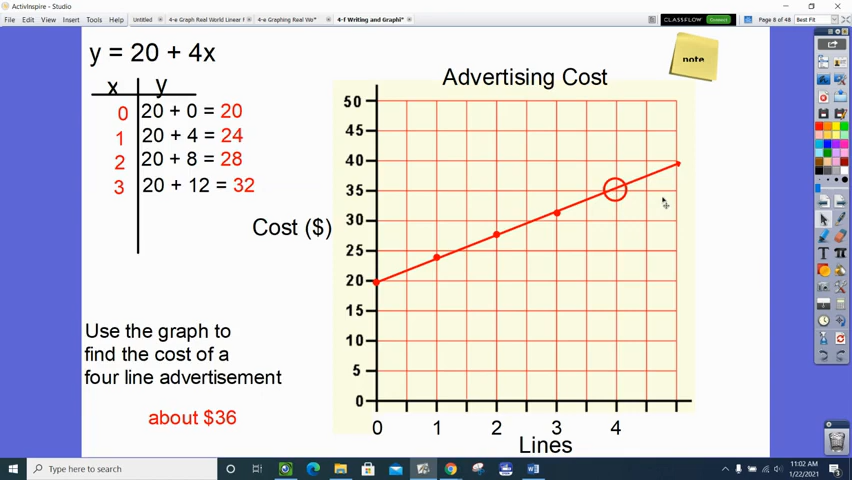 ActivInspire - Studio
File Edit View Insert Tools Help
Untitled
4-e Graph Real World Linear f
4-e Graphing Real Wo*
4-f Writing and Graphi*
CLASSFLOW
Connect
Page 8 of 48
Best Fit
y = 20 + 4x
note
Advertising Cost
x y
0 20 + 0 = 20
1 20 + 4 = 24
2 20 + 8 = 28
3 20 + 12 = 32
50
45
40
35
30
Cost ($)
25
20
15
10
5
0
0 1 2 3 4
Lines
Use the graph to
find the cost of a
four line advertisement
about $36
Type here to search
11:02 AM
1/22/2021